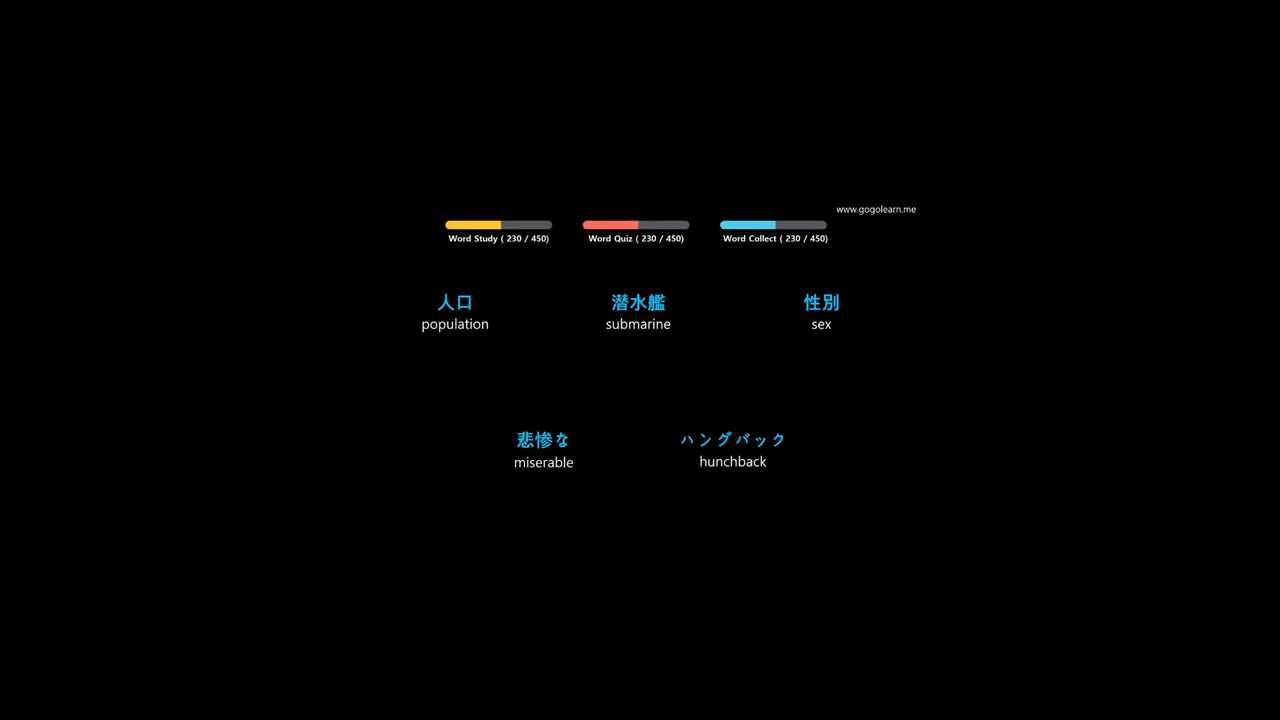 www.gogolearn.me
Word Study ( 230 / 450)
Word Quiz ( 230 / 450)
Word Collect ( 230 / 450)
人口
population
潜水艦
submarine
性別
sex
悲惨な
miserable
ハングバック
hunchback